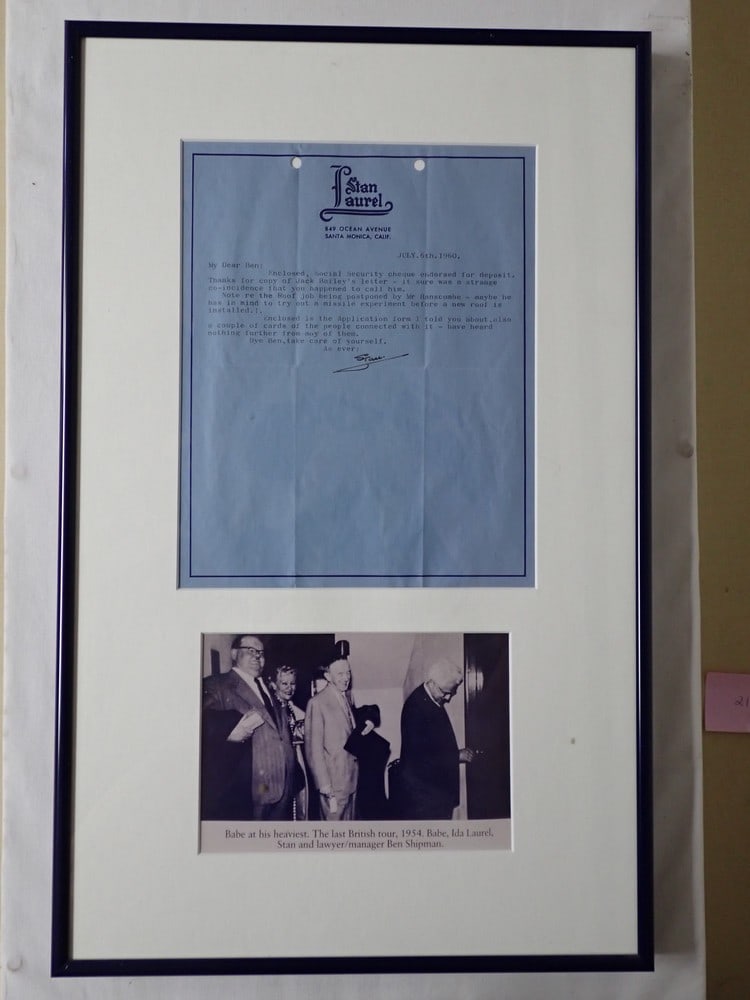 Stan
Laurel
849 OCEAN AVENUE
SANTA MONICA, CALIF.
JULY.6th.1960.
My Dear Ben:
Enclosed, Social Security cheque endorsed for deposit.
Thanks for copy of Jack Bailey's letter - it sure was a strange
co-incidence that you happened to call him.
Note re the Roof job being postponed by Mr Hanscombe - maybe he
has in mind to try out a missile experiment before a new roof is
installed.!.
Enclosed is the Application form I told you about,also
a couple of cards of the people connected with it - have heard
nothing further from any of them.
Bye Ben,take care of yourself.
As ever:
Stan.
Babe at his heaviest. The last British tour, 1954. Babe, Ida Laurel,
Stan and lawyer/manager Ben Shipman.
21